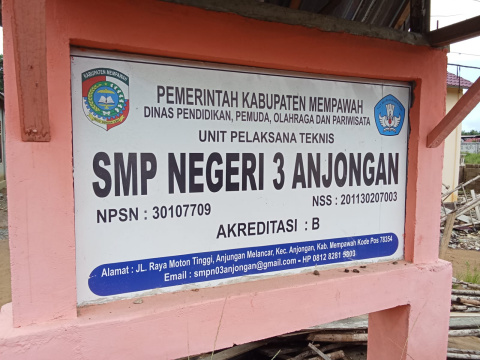 KABUPATEN MEMPAWAH
PEMERINTAH KABUPATEN MEMPAWAH
DINAS PENDIDIKAN, PEMUDA, OLAHRAGA DAN PARIWISATA
UNIT PELAKSANA TEKNIS
SMP NEGERI 3 ANJONGAN
NPSN : 30107709
NSS : 201130207003
AKREDITASI : B
Alamat : JL. Raya Moton Tinggi, Anjungan Melancar, Kec. Anjongan, Kab. Mempawah Kode Pos 78354
Email : smpn03anjongan@gmail.com - HP 0812 8281 5003